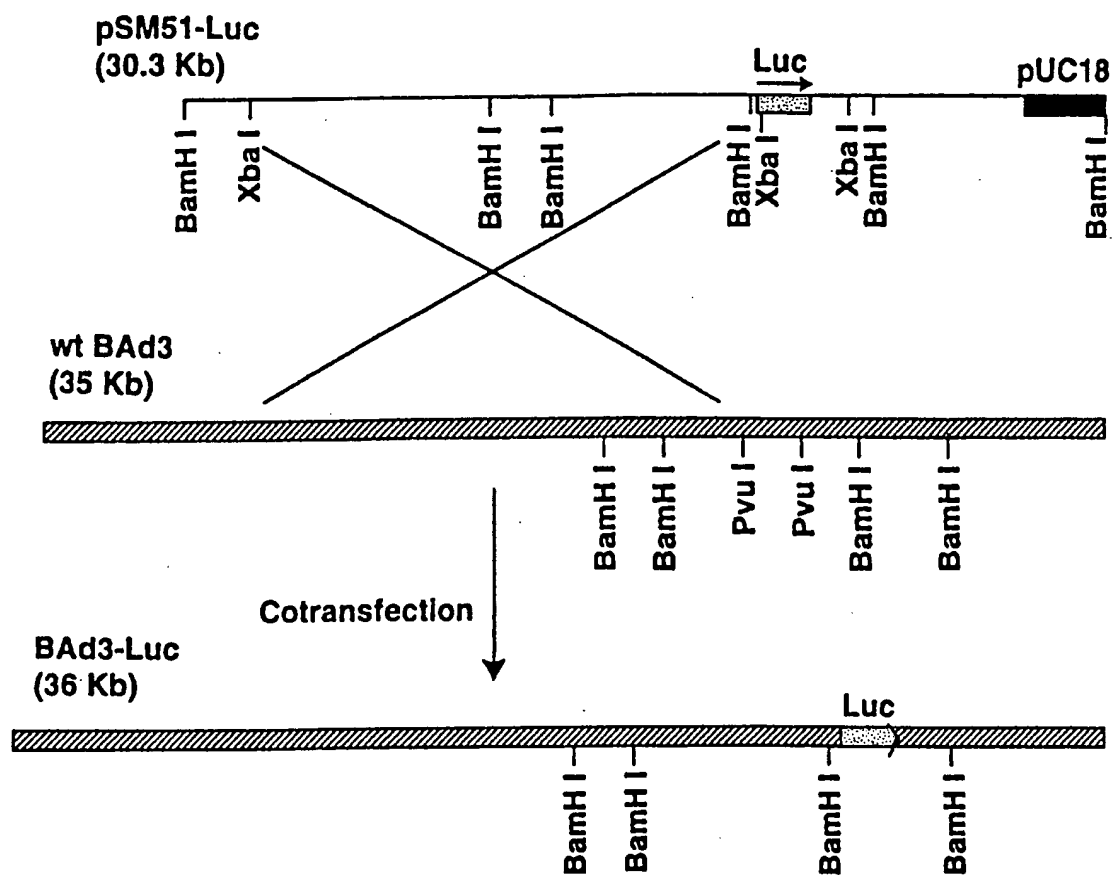 pSM51-Luc
(30.3 Kb)
Luc
pUC18
BamH I
Xba I
BamH I
BamH I
BamH I
Xba I
Xba I
BamH I
BamH I
wt BAd3
(35 Kb)
BamH I
BamH I
Pvu I
Pvu I
BamH I
BamH I
Cotransfection
BAd3-Luc
(36 Kb)
Luc
BamH I
BamH I
BamH I
BamH I